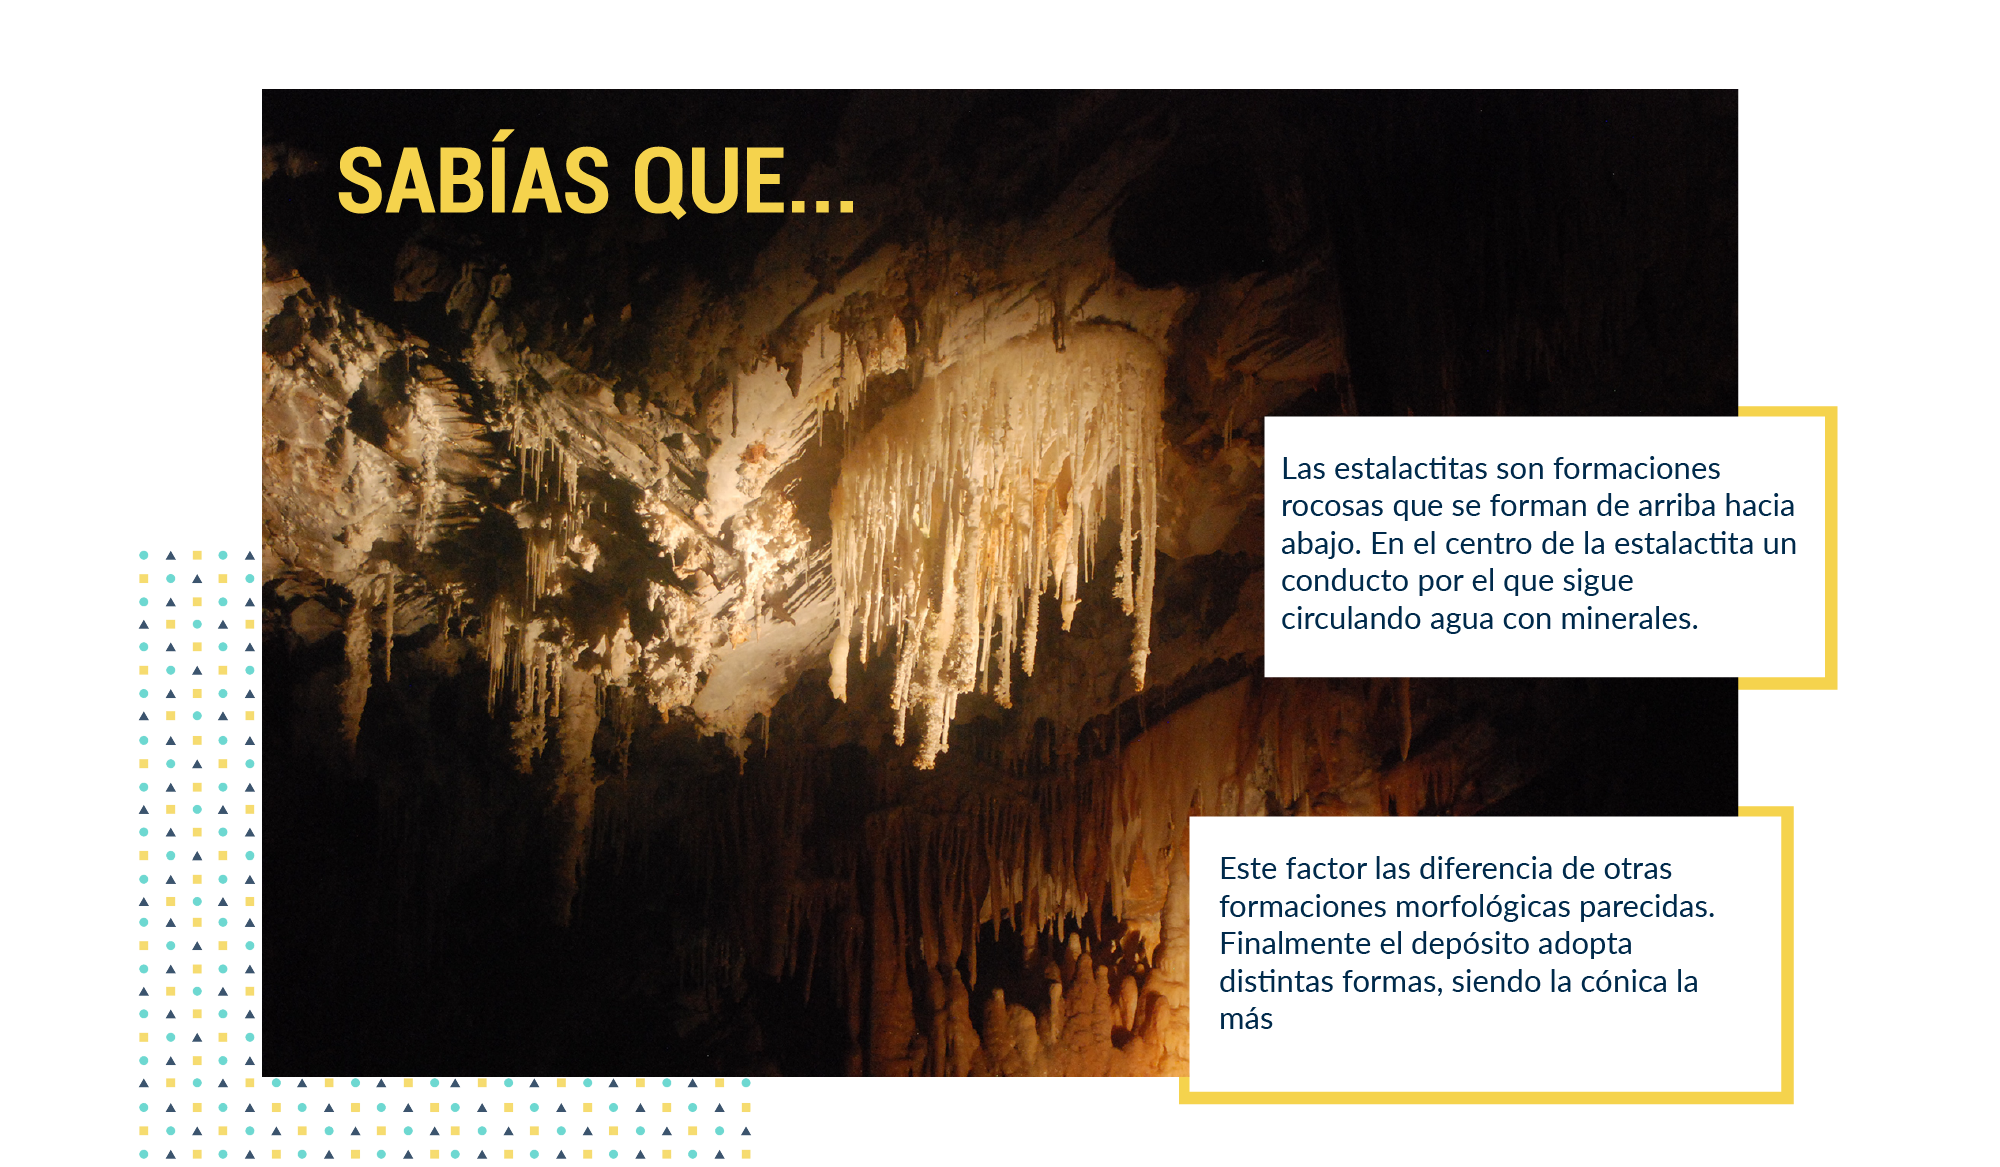 SABÍAS QUE...
Las estalactitas son formaciones
rocosas que se forman de arriba hacia
abajo. En el centro de la estalactita un
conducto por el que sigue
circulando agua con minerales.
Este factor las diferencia de otras
formaciones morfológicas parecidas.
Finalmente el depósito adopta
distintas formas, siendo la cónica la
más